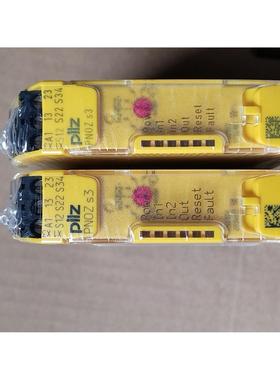 A1 13 23
S12 S22 S34
pilz
PNOZ s3
Power
In1
In2
Out
Reset
Fault
A1 13 23
S12 S22 S34
pilz
PNOZ s3
Power
In1
In2
Out
Reset
Fault